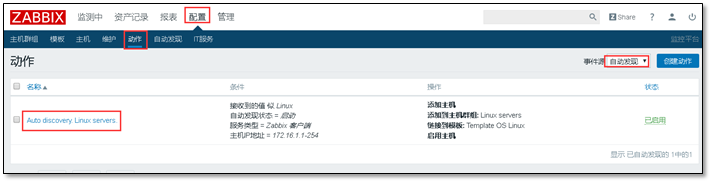 ZABBIX 监测中 资产记录 报表 配置 管理 Z Share ?
主机群组 模板 主机 维护 动作 自动发现 IT服务 监控平台
动作 事件源 自动发现 创建动作
名称 条件 操作 状态
Auto discovery. Linux servers. 接收到的值 似 Linux 添加主机 已启用
自动发现状态 = 启动 添加到主机群组: Linux servers
服务类型 = Zabbix 客户端 链接到模板: Template OS Linux
主机IP地址 = 172.16.1.1-254 启用主机
显示 已自动发现的 1中的1